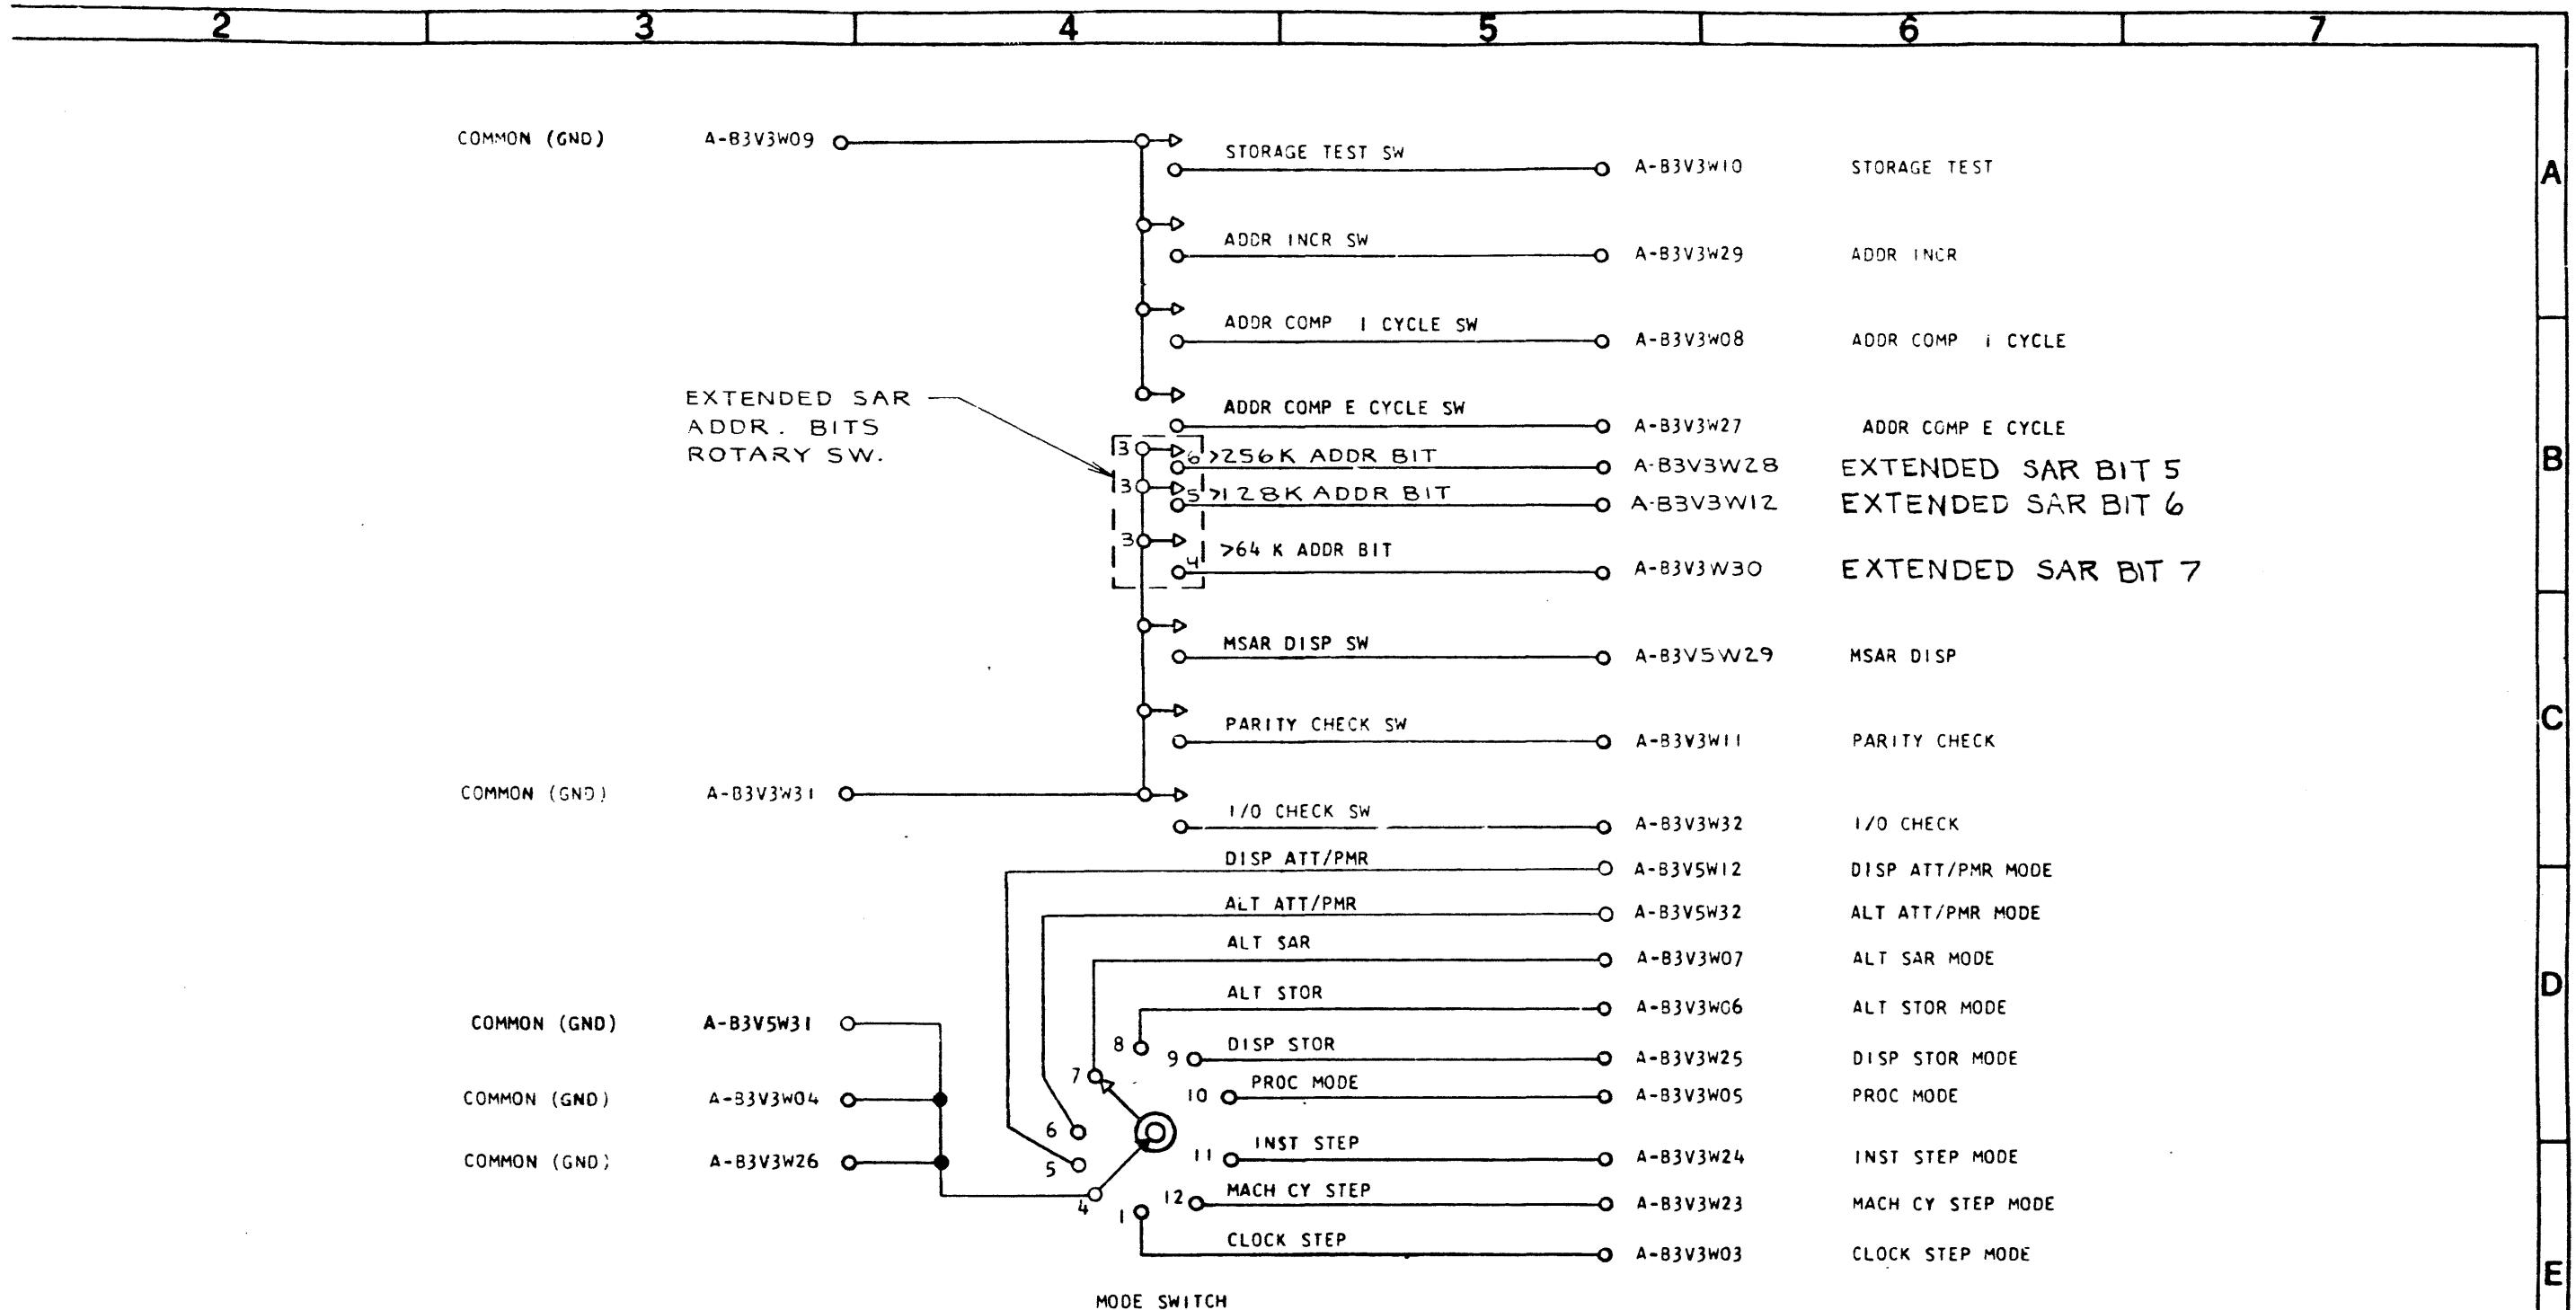 2 3 4 5 6 7
COMMON (GND) A-B3V3W09
STORAGE TEST SW A-B3V3W10 STORAGE TEST
A
ADDR INCR SW A-B3V3W29 ADDR INCR
ADDR COMP I CYCLE SW A-B3V3W08 ADDR COMP I CYCLE
EXTENDED SAR
ADDR. BITS
ROTARY SW.
ADDR COMP E CYCLE SW A-B3V3W27 ADDR COMP E CYCLE
3 6 >256K ADDR BIT A-B3V3W28 EXTENDED SAR BIT 5
B
3 5 >128K ADDR BIT A-B3V3W12 EXTENDED SAR BIT 6
3 4 >64 K ADDR BIT A-B3V3W30 EXTENDED SAR BIT 7
MSAR DISP SW A-B3V5W29 MSAR DISP
C
PARITY CHECK SW A-B3V3W11 PARITY CHECK
COMMON (GND) A-B3V3W31
I/O CHECK SW A-B3V3W32 I/O CHECK
DISP ATT/PMR A-B3V5W12 DISP ATT/PMR MODE
ALT ATT/PMR A-B3V5W32 ALT ATT/PMR MODE
ALT SAR A-B3V3W07 ALT SAR MODE
D
ALT STOR A-B3V3W06 ALT STOR MODE
COMMON (GND) A-B3V5W31
8
9 DISP STOR A-B3V3W25 DISP STOR MODE
7
COMMON (GND) A-B3V3W04
10 PROC MODE A-B3V3W05 PROC MODE
6
COMMON (GND) A-B3V3W26
5
11 INST STEP A-B3V3W24 INST STEP MODE
4
12 MACH CY STEP A-B3V3W23 MACH CY STEP MODE
1
CLOCK STEP A-B3V3W03 CLOCK STEP MODE
E
MODE SWITCH